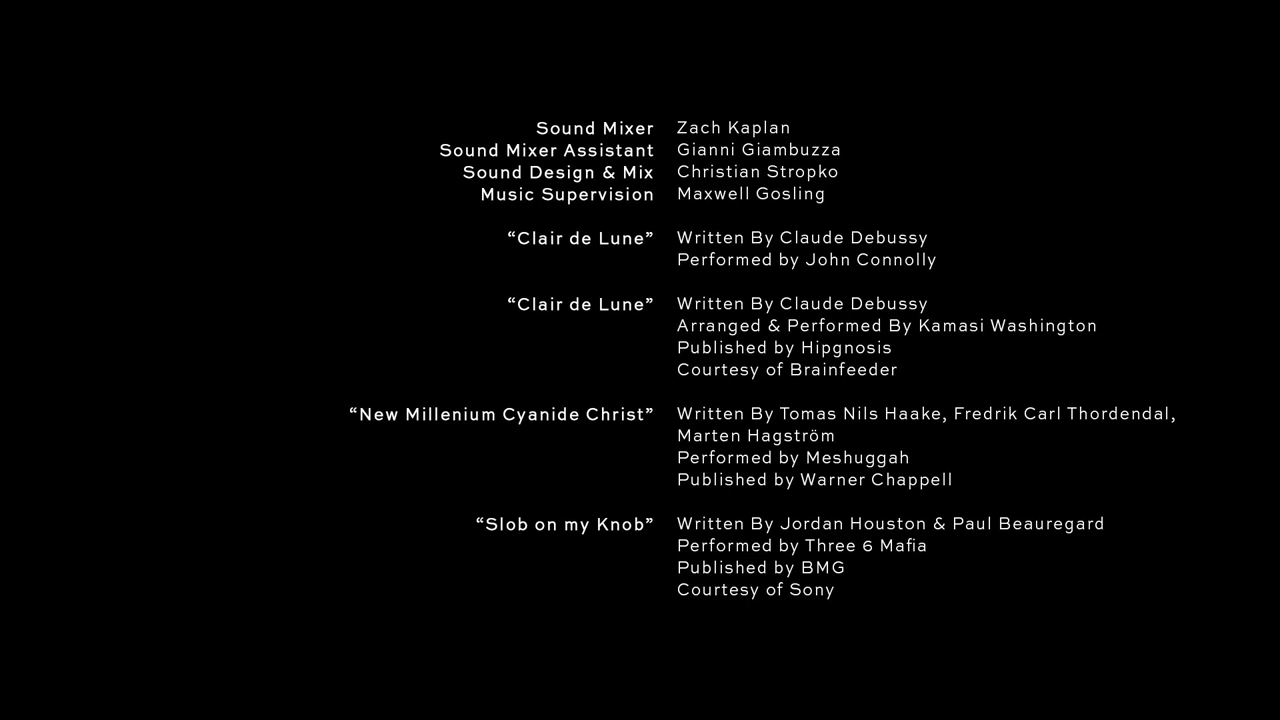 Sound Mixer Zach Kaplan
Sound Mixer Assistant Gianni Giambuzza
Sound Design & Mix Christian Stropko
Music Supervision Maxwell Gosling
“Clair de Lune” Written By Claude Debussy
Performed by John Connolly
“Clair de Lune” Written By Claude Debussy
Arranged & Performed By Kamasi Washington
Published by Hipgnosis
Courtesy of Brainfeeder
“New Millenium Cyanide Christ” Written By Tomas Nils Haake, Fredrik Carl Thordendal,
Marten Hagström
Performed by Meshuggah
Published by Warner Chappell
“Slob on my Knob” Written By Jordan Houston & Paul Beauregard
Performed by Three 6 Mafia
Published by BMG
Courtesy of Sony